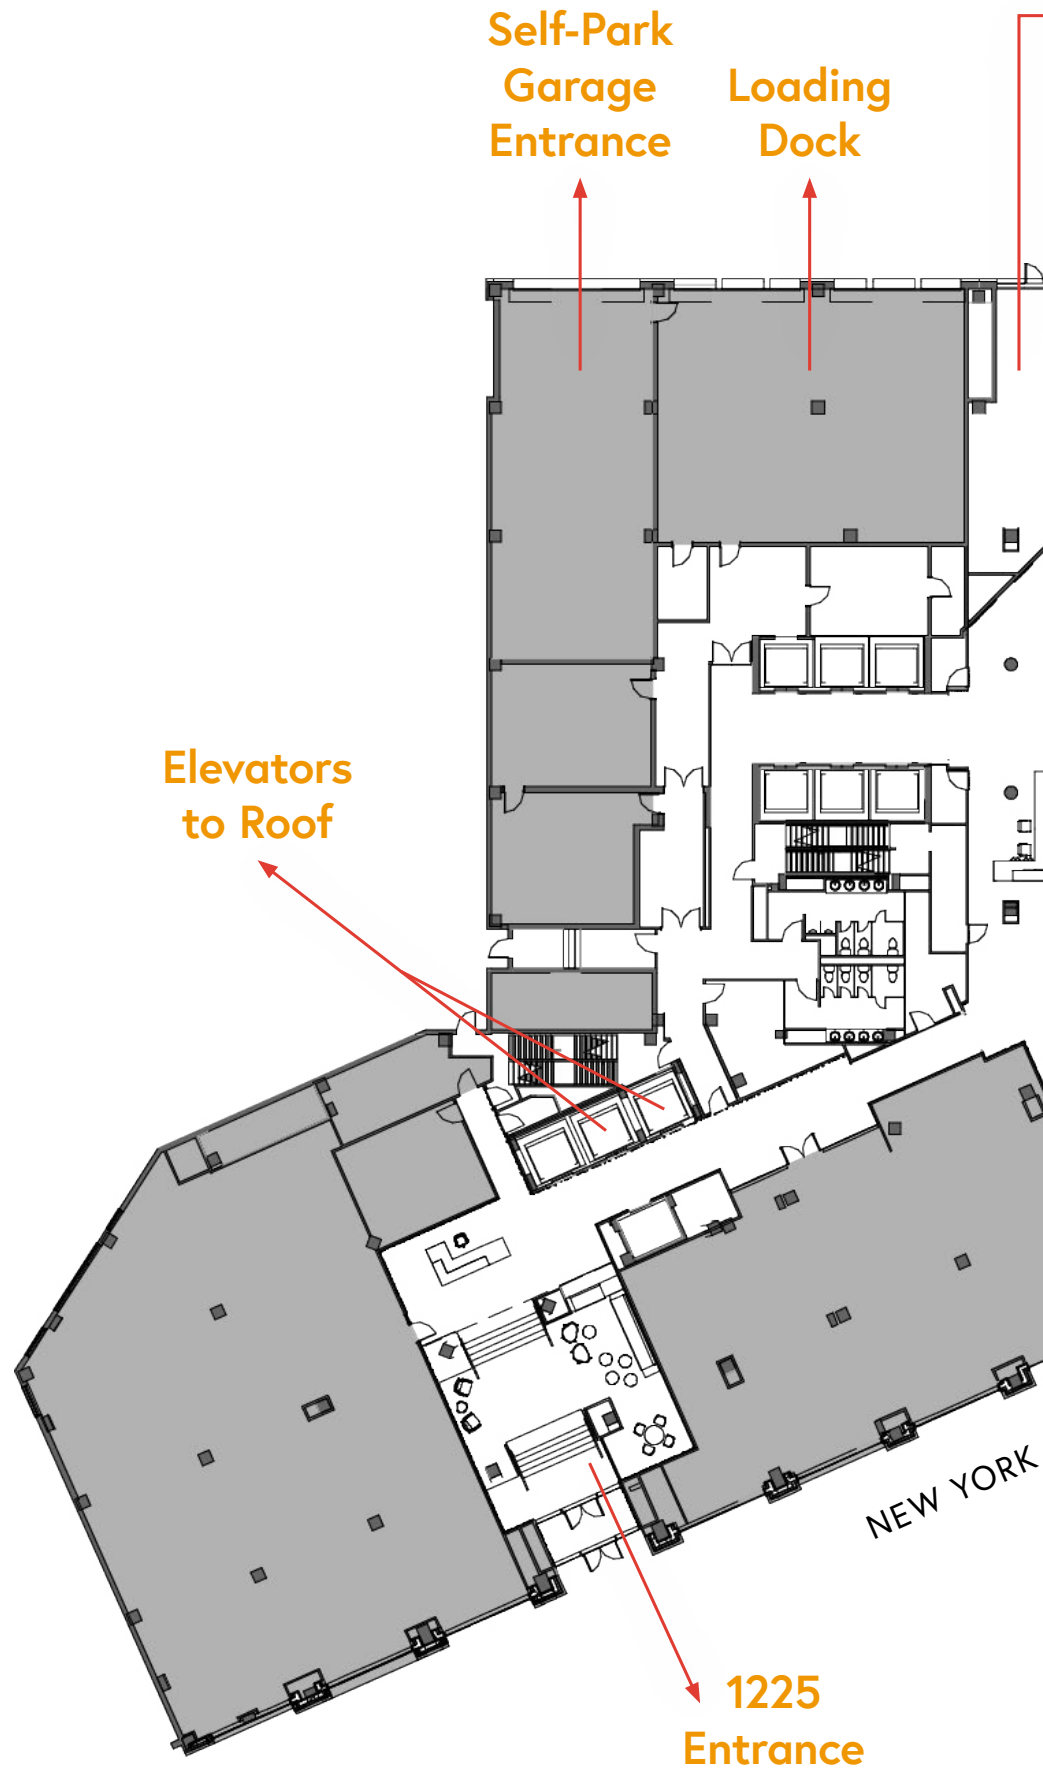 Self-Park
Garage
Entrance
Loading
Dock
Elevators
to Roof
NEW YORK
1225
Entrance